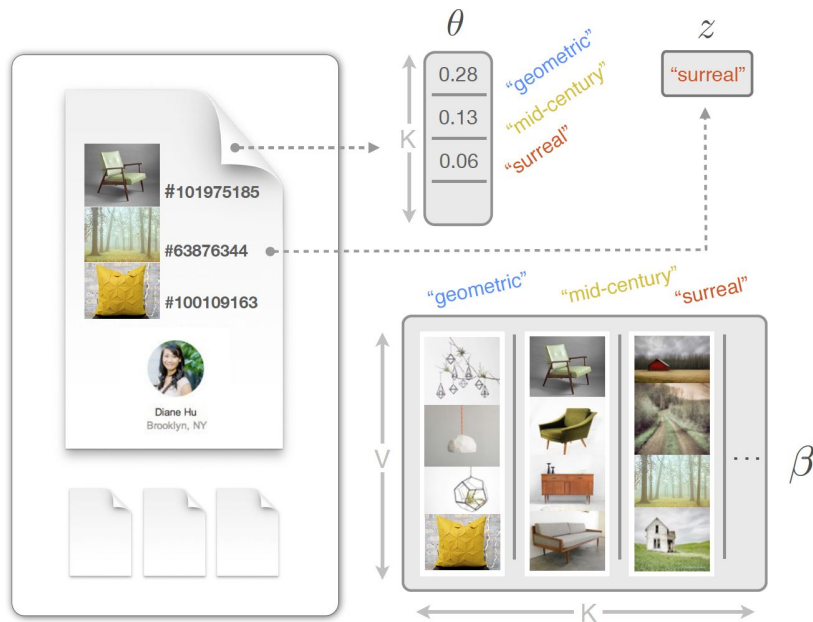 #101975185
#63876344
#100109163
Diane Hu
Brooklyn, NY
θ
K
0.28
0.13
0.06
"geometric"
"mid-century"
"surreal"
z
"surreal"
"geometric"
"mid-century"
"surreal"
V
...
β
K